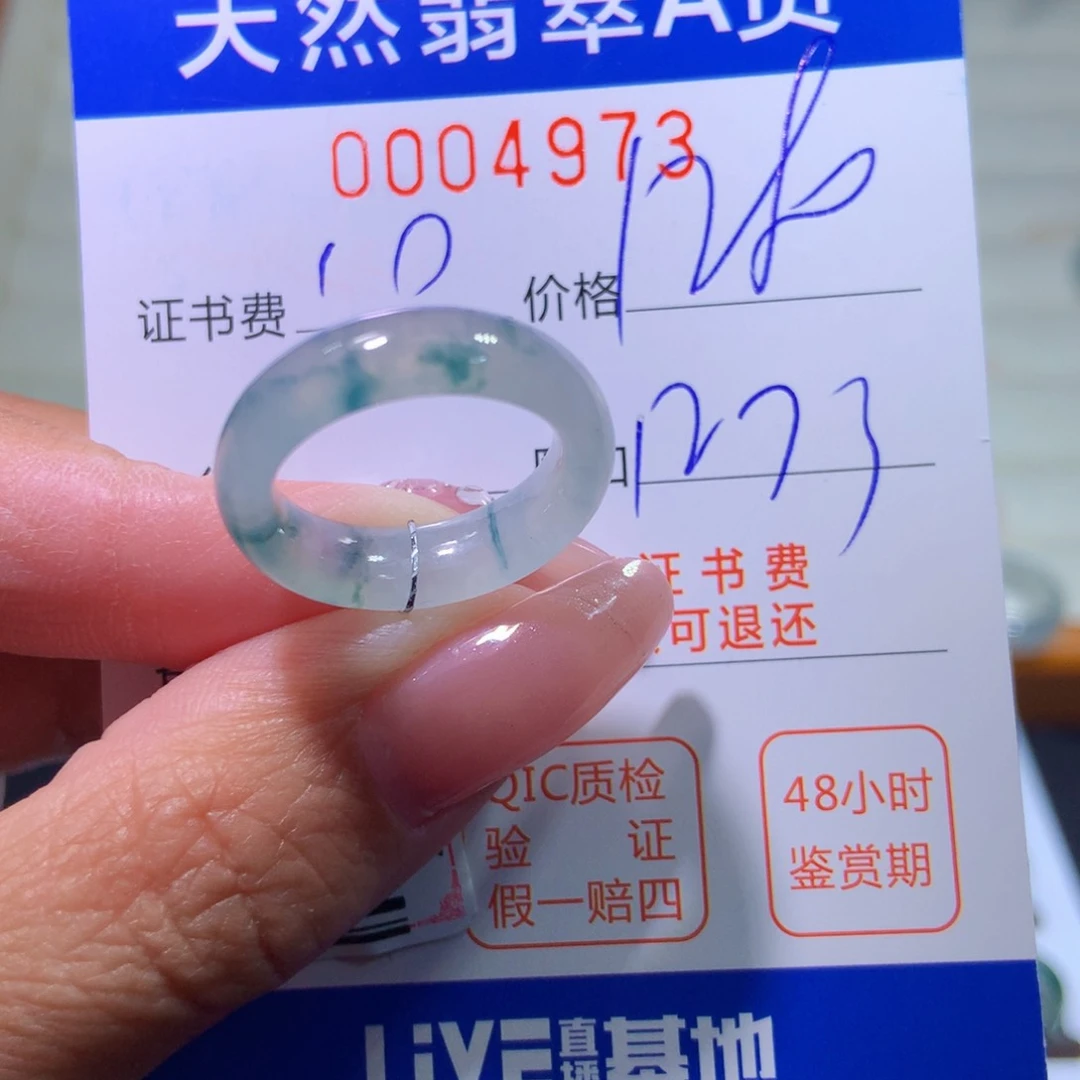 天然翡翠A货
0004973
证书费 10 价格 128
1273
证书费
可退还
QIC质检
验 证
假一赔四
48小时
鉴赏期
LiVE直播基地